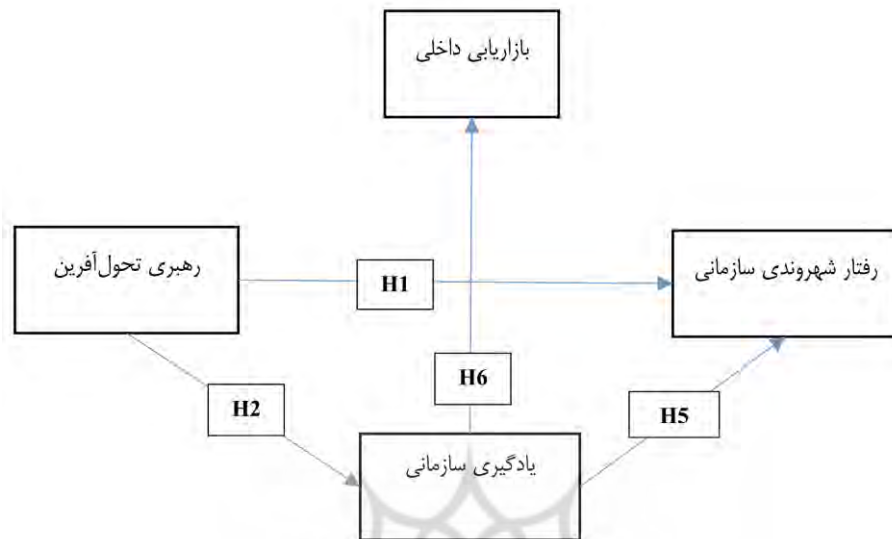 بازاریابی داخلی
رهبری تحول‌آفرین
رفتار شهروندی سازمانی
H1
H6
H2
H5
یادگیری سازمانی